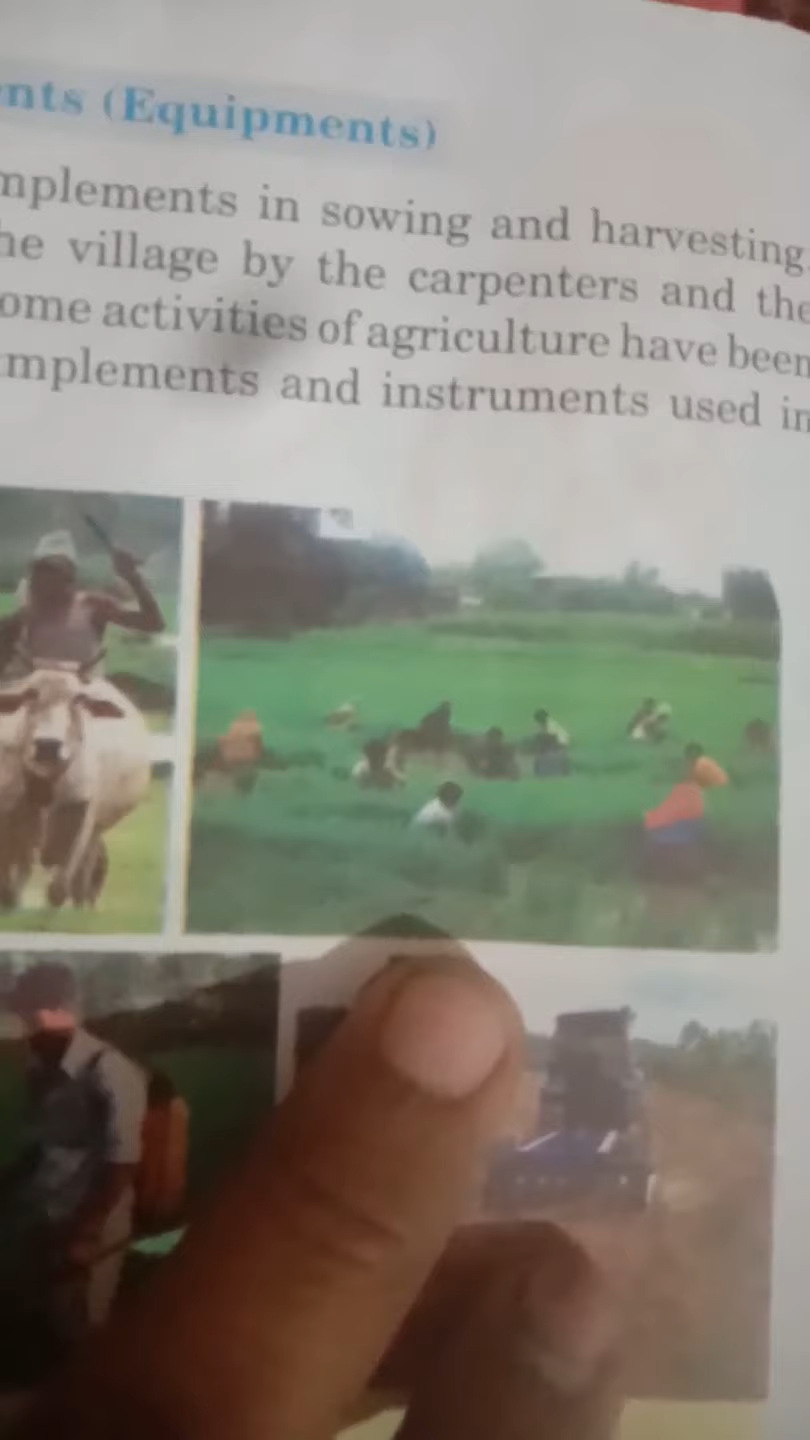 nts (Equipments)
mplements in sowing and harvesting.
he village by the carpenters and the
ome activities of agriculture have been
mplements and instruments used in